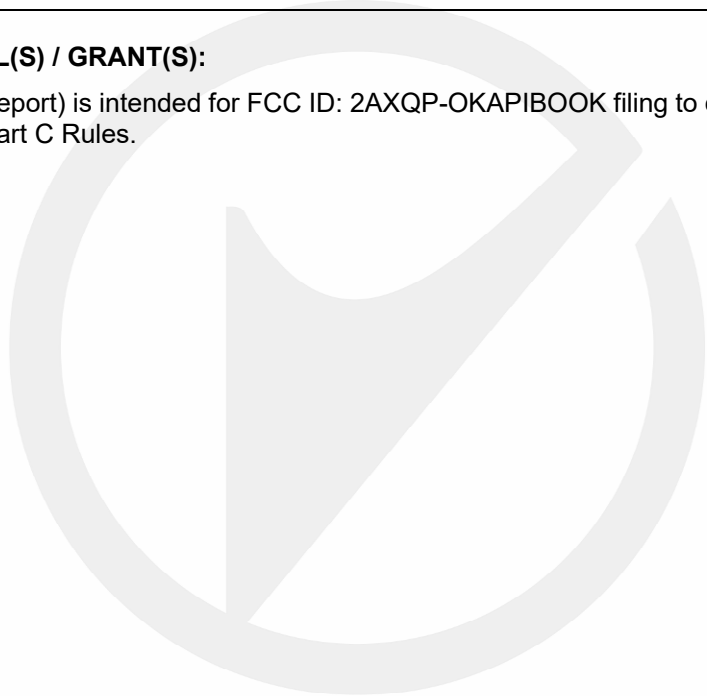 L(S) / GRANT(S):
eport) is intended for FCC ID: 2AXQP-OKAPIBOOK filing to
art C Rules.